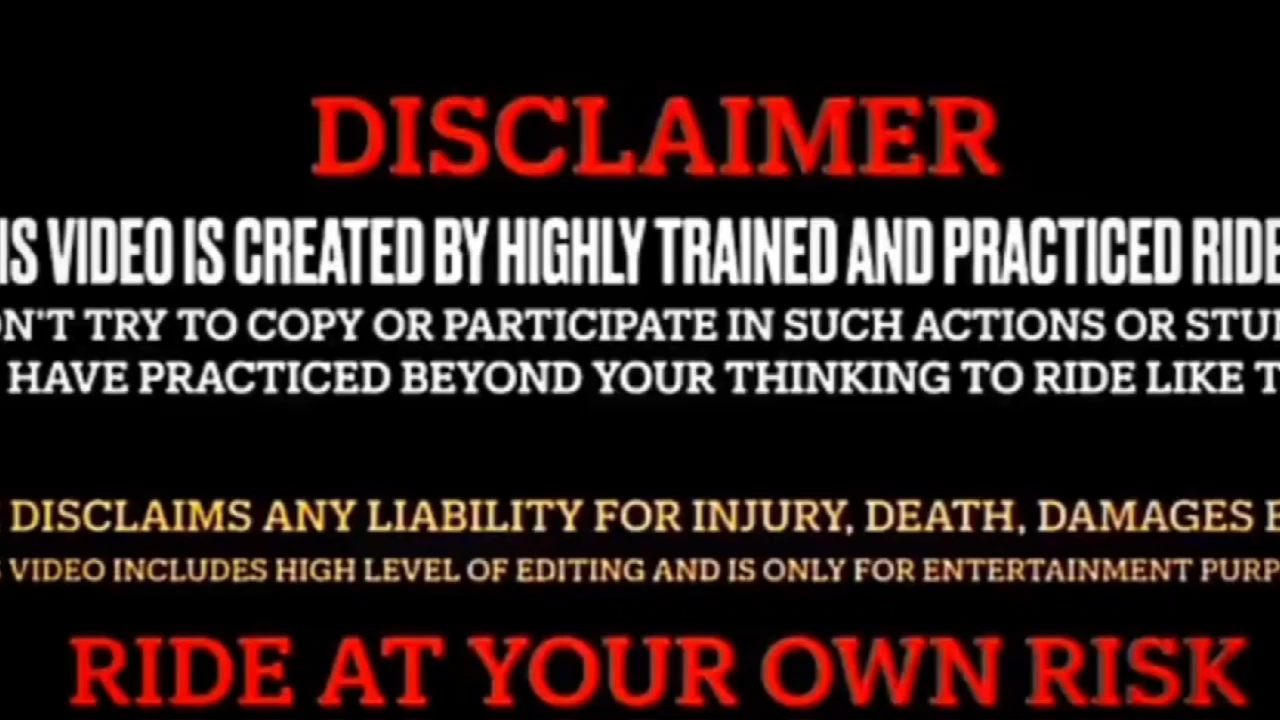 DISCLAIMER
IS VIDEO IS CREATED BY HIGHLY TRAINED AND PRACTICED RIDE
ON'T TRY TO COPY OR PARTICIPATE IN SUCH ACTIONS OR STU
HAVE PRACTICED BEYOND YOUR THINKING TO RIDE LIKE T
DISCLAIMS ANY LIABILITY FOR INJURY, DEATH, DAMAGES E
VIDEO INCLUDES HIGH LEVEL OF EDITING AND IS ONLY FOR ENTERTAINMENT PURP
RIDE AT YOUR OWN RISK